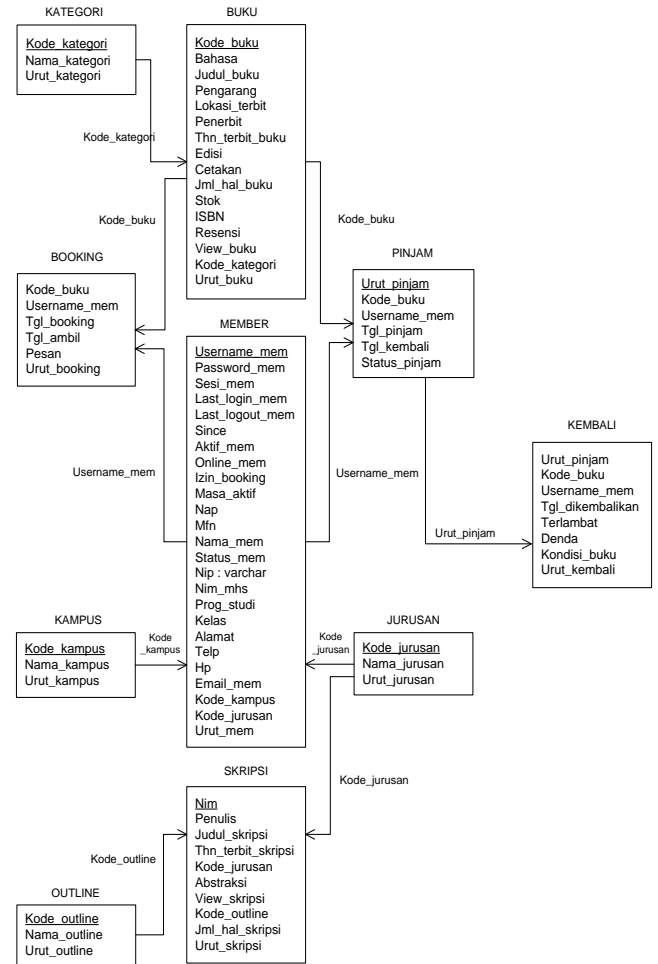 KATEGORI
Kode_kategori
Nama_kategori
Urut_kategori
Kode_kategori
BUKU
Kode_buku
Bahasa
Judul_buku
Pengarang
Lokasi_terbit
Penerbit
Thn_terbit_buku
Edisi
Cetakan
Jml_hal_buku
Stok
ISBN
Resensi
View_buku
Kode_kategori
Urut_buku
Kode_buku
Kode_buku
BOOKING
Kode_buku
Username_mem
Tgl_booking
Tgl_ambil
Pesan
Urut_booking
PINJAM
Urut_pinjam
Kode_buku
Username_mem
Tgl_pinjam
Tgl_kembali
Status_pinjam
MEMBER
Username_mem
Password_mem
Sesi_mem
Last_login_mem
Last_logout_mem
Since
Aktif_mem
Online_mem
Izin_booking
Masa_aktif
Nap
Mfn
Nama_mem
Status_mem
Nip : varchar
Nim_mhs
Prog_studi
Kelas
Alamat
Telp
Hp
Email_mem
Kode_kampus
Kode_jurusan
Urut_mem
Username_mem
Username_mem
KEMBALI
Urut_pinjam
Kode_buku
Username_mem
Tgl_dikembalikan
Terlambat
Denda
Kondisi_buku
Urut_kembali
Urut_pinjam
KAMPUS
Kode_kampus
Nama_kampus
Urut_kampus
Kode
_kampus
Kode
_jurusan
JURUSAN
Kode_jurusan
Nama_jurusan
Urut_jurusan
Kode_jurusan
SKRIPSI
Nim
Penulis
Judul_skripsi
Thn_terbit_skripsi
Kode_jurusan
Abstraksi
View_skripsi
Kode_outline
Jml_hal_skripsi
Urut_skripsi
Kode_outline
OUTLINE
Kode_outline
Nama_outline
Urut_outline